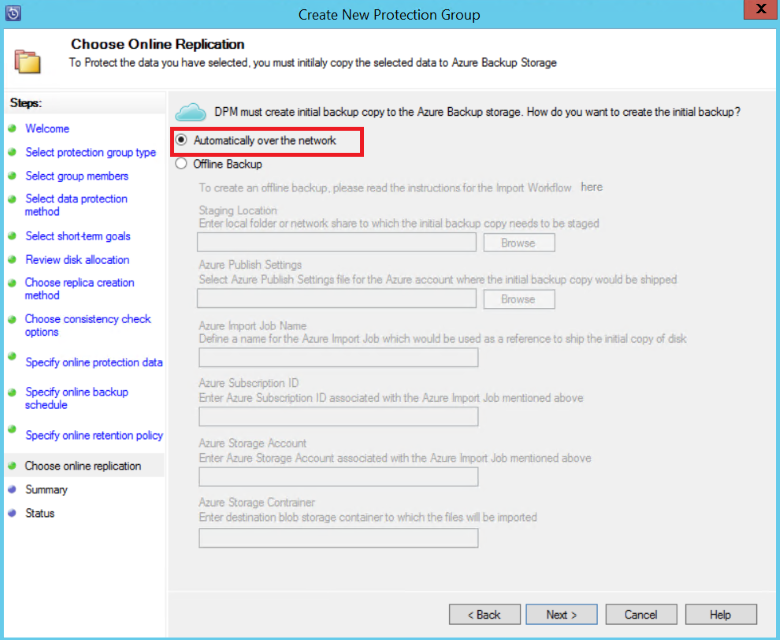 Create New Protection Group
X
Choose Online Replication
To Protect the data you have selected, you must initialy copy the selected data to Azure Backup Storage
Steps:
Welcome
Select protection group type
Select group members
Select data protection
method
Select short-term goals
Review disk allocation
Choose replica creation
method
Choose consistency check
options
Specify online protection data
Specify online backup
schedule
Specify online retention policy
Choose online replication
Summary
Status
DPM must create initial backup copy to the Azure Backup storage. How do you want to create the initial backup?
Automatically over the network
Offline Backup
To create an offline backup, please read the instructions for the Import Workflow here
Staging Location
Enter local folder or network share to which the initial backup copy needs to be staged
Browse
Azure Publish Settings
Select Azure Publish Settings file for the Azure account where the initial backup copy would be shipped
Browse
Azure Import Job Name
Define a name for the Azure Import Job which would be used as a reference to ship the initial copy of disk
Azure Subscription ID
Enter Azure Subscription ID associated with the Azure Import Job mentioned above
Azure Storage Account
Enter Azure Storage Account associated with the Azure Import Job mentioned above
Azure Storage Contrainer
Enter destination blob storage container to which the files will be imported
< Back
Next >
Cancel
Help